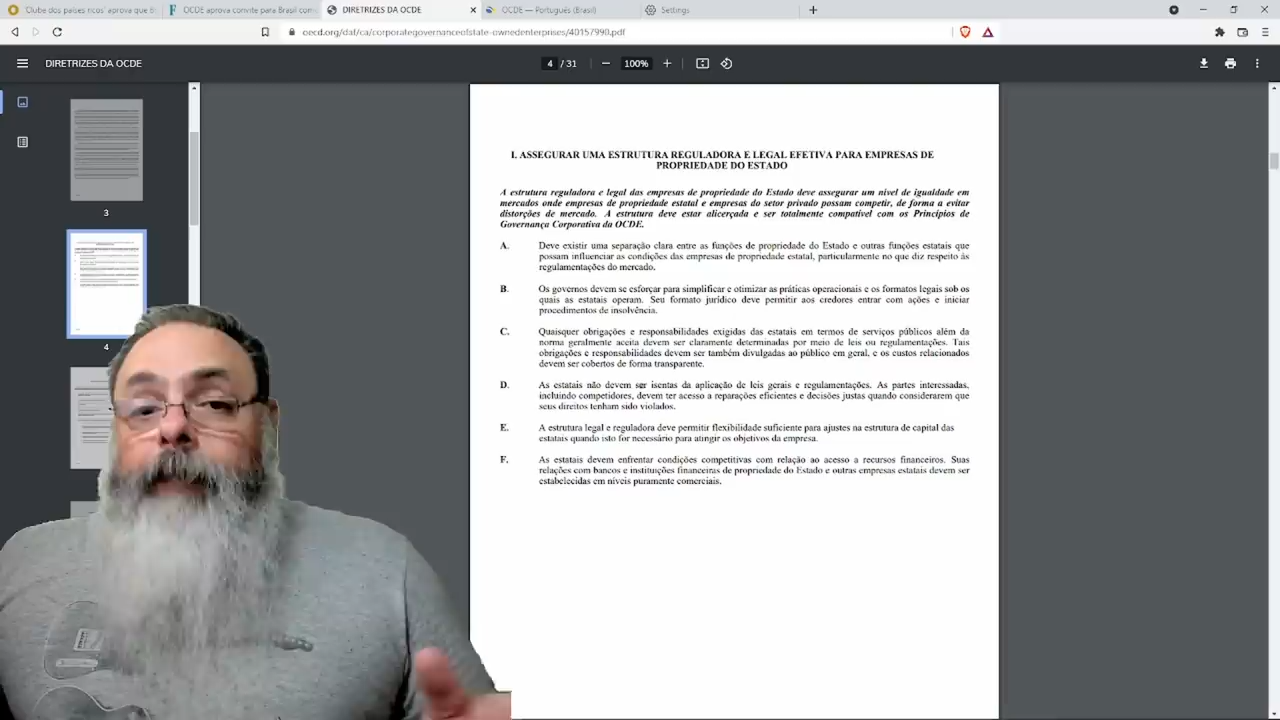 'Clube dos países ricos' aprova que B
OCDE aprova convite para Brasil com
DIRETRIZES DA OCDE
OCDE — Português (Brasil)
Settings
oecd.org/daf/ca/corporategovernanceofstate-ownedenterprises/40157990.pdf
DIRETRIZES DA OCDE
4 / 31
100%
3
4
I. ASSEGURAR UMA ESTRUTURA REGULADORA E LEGAL EFETIVA PARA EMPRESAS DE
PROPRIEDADE DO ESTADO
A estrutura reguladora e legal das empresas de propriedade do Estado deve assegurar um nível de igualdade em
mercados onde empresas de propriedade estatal e empresas do setor privado possam competir, de forma a evitar
distorções de mercado. A estrutura deve estar alicerçada e ser totalmente compatível com os Princípios de
Governança Corporativa da OCDE.
A. Deve existir uma separação clara entre as funções de propriedade do Estado e outras funções estatais que
possam influenciar as condições das empresas de propriedade estatal, particularmente no que diz respeito às
regulamentações do mercado.
B. Os governos devem se esforçar para simplificar e otimizar as práticas operacionais e os formatos legais sob os
quais as estatais operam. Seu formato jurídico deve permitir aos credores entrar com ações e iniciar
procedimentos de insolvência.
C. Quaisquer obrigações e responsabilidades exigidas das estatais em termos de serviços públicos além da
norma geralmente aceita devem ser claramente determinadas por meio de leis ou regulamentações. Tais
obrigações e responsabilidades devem ser também divulgadas ao público em geral, e os custos relacionados
devem ser cobertos de forma transparente.
D. As estatais não devem ser isentas da aplicação de leis gerais e regulamentações. As partes interessadas,
incluindo competidores, devem ter acesso a reparações eficientes e decisões justas quando considerarem que
seus direitos tenham sido violados.
E. A estrutura legal e reguladora deve permitir flexibilidade suficiente para ajustes na estrutura de capital das
estatais quando isto for necessário para atingir os objetivos da empresa.
F. As estatais devem enfrentar condições competitivas com relação ao acesso a recursos financeiros. Suas
relações com bancos e instituições financeiras de propriedade do Estado e outras empresas estatais devem ser
estabelecidas em níveis puramente comerciais.